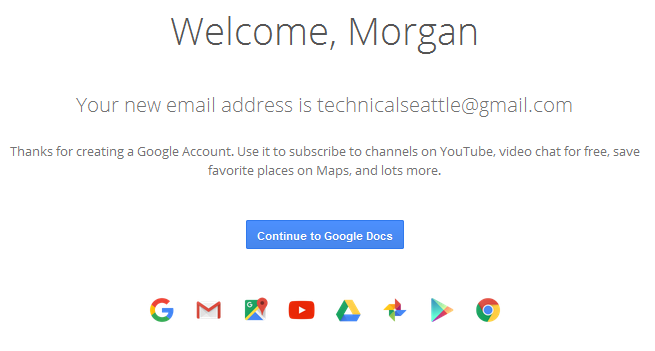 Welcome, Morgan
Your new email address is technicalseattle@gmail.com
Thanks for creating a Google Account. Use it to subscribe to channels on YouTube, video chat for free, save
favorite places on Maps, and lots more.
Continue to Google Docs